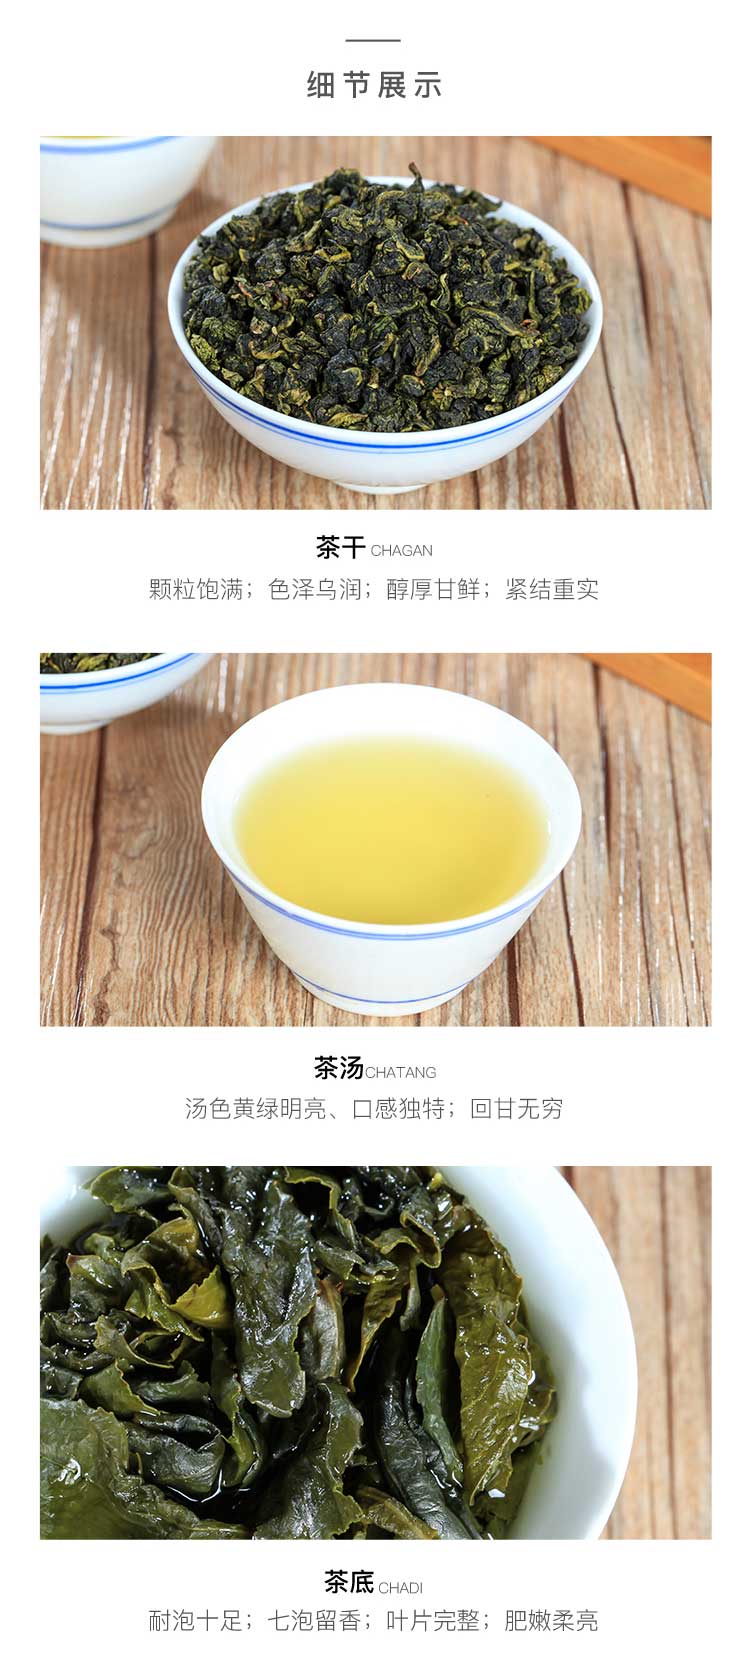 细节展示
茶干 CHAGAN
颗粒饱满；色泽乌润；醇厚甘鲜；紧结重实
茶汤CHATANG
汤色黄绿明亮、口感独特；回甘无穷
茶底 CHADI
耐泡十足；七泡留香；叶片完整；肥嫩柔亮